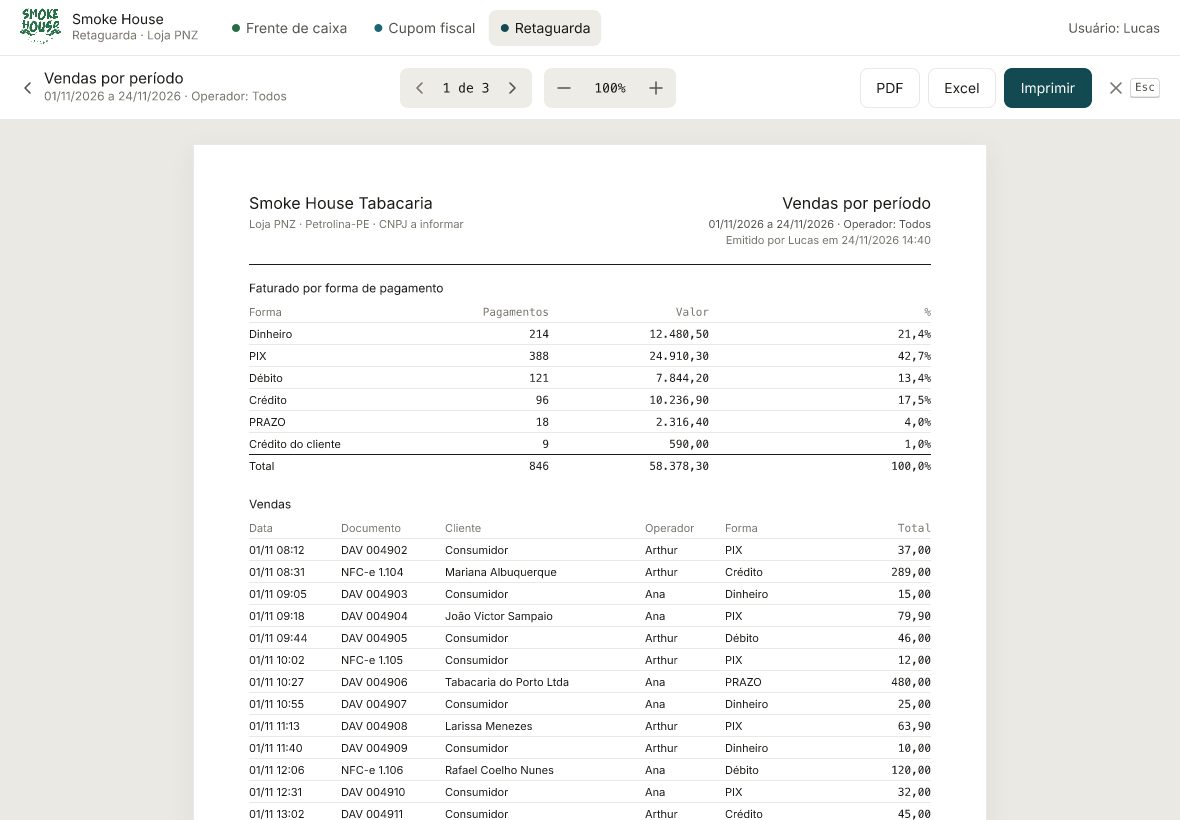 SMOKE HOUSE
Smoke House
Retaguarda · Loja PNZ
Frente de caixa
Cupom fiscal
Retaguarda
Usuário: Lucas
Vendas por período
01/11/2026 a 24/11/2026 · Operador: Todos
1 de 3
100%
PDF
Excel
Imprimir
Esc
Smoke House Tabacaria
Vendas por período
Loja PNZ · Petrolina-PE · CNPJ a informar
01/11/2026 a 24/11/2026 · Operador: Todos
Emitido por Lucas em 24/11/2026 14:40
Faturado por forma de pagamento
Forma Pagamentos Valor %
Dinheiro 214 12.480,50 21,4%
PIX 388 24.910,30 42,7%
Débito 121 7.844,20 13,4%
Crédito 96 10.236,90 17,5%
PRAZO 18 2.316,40 4,0%
Crédito do cliente 9 590,00 1,0%
Total 846 58.378,30 100,0%
Vendas
Data Documento Cliente Operador Forma Total
01/11 08:12 DAV 004902 Consumidor Arthur PIX 37,00
01/11 08:31 NFC-e 1.104 Mariana Albuquerque Arthur Crédito 289,00
01/11 09:05 DAV 004903 Consumidor Ana Dinheiro 15,00
01/11 09:18 DAV 004904 João Victor Sampaio Ana PIX 79,90
01/11 09:44 DAV 004905 Consumidor Arthur Débito 46,00
01/11 10:02 NFC-e 1.105 Consumidor Arthur PIX 12,00
01/11 10:27 DAV 004906 Tabacaria do Porto Ltda Ana PRAZO 480,00
01/11 10:55 DAV 004907 Consumidor Ana Dinheiro 25,00
01/11 11:13 DAV 004908 Larissa Menezes Arthur PIX 63,90
01/11 11:40 DAV 004909 Consumidor Arthur Dinheiro 10,00
01/11 12:06 NFC-e 1.106 Rafael Coelho Nunes Ana Débito 120,00
01/11 12:31 DAV 004910 Consumidor Ana PIX 32,00
01/11 13:02 DAV 004911 Consumidor Arthur Crédito 45,00